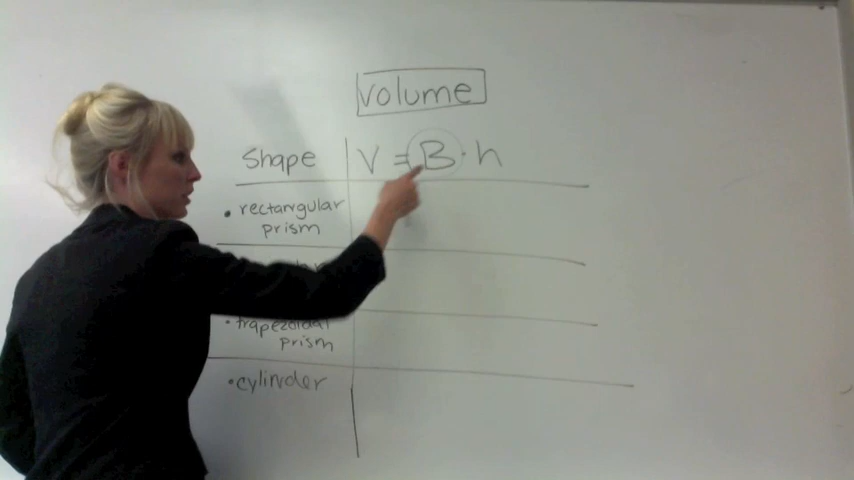 volume
Shape V = B · h
• rectangular
prism
• trapezoidal
prism
• cylinder